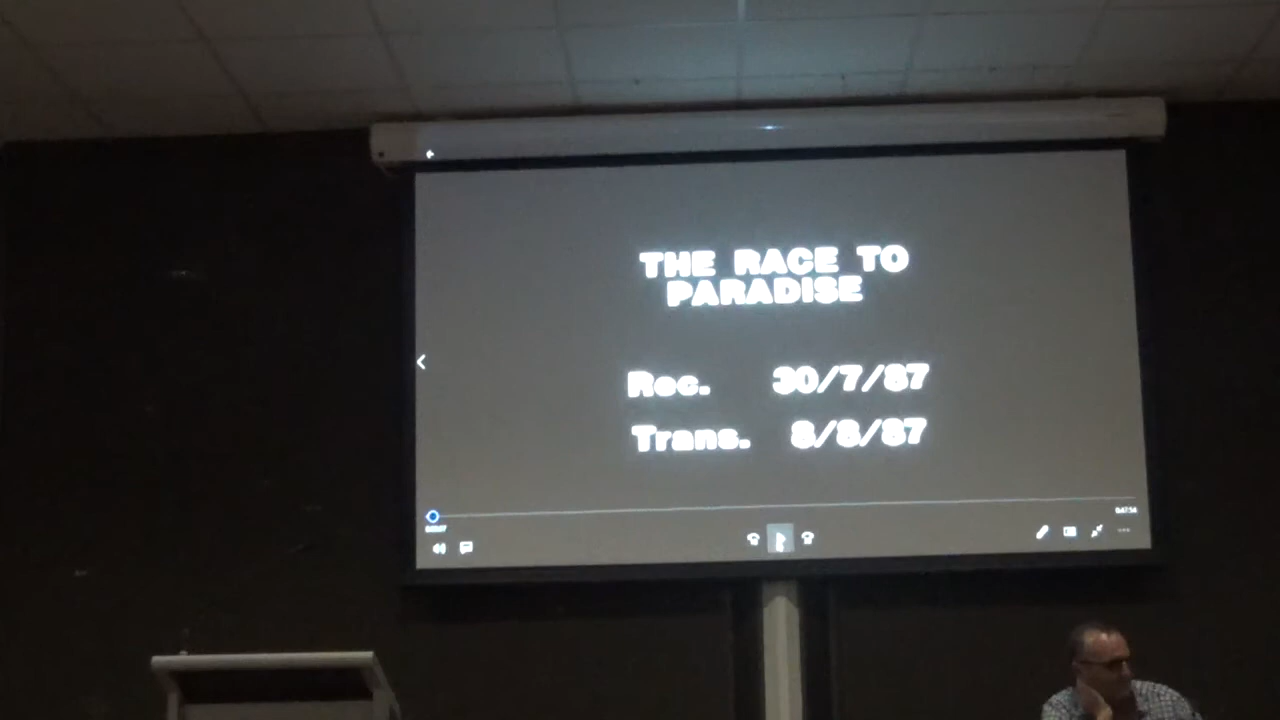 THE RACE TO
PARADISE
Rec. 30/7/87
Trans. 8/8/87